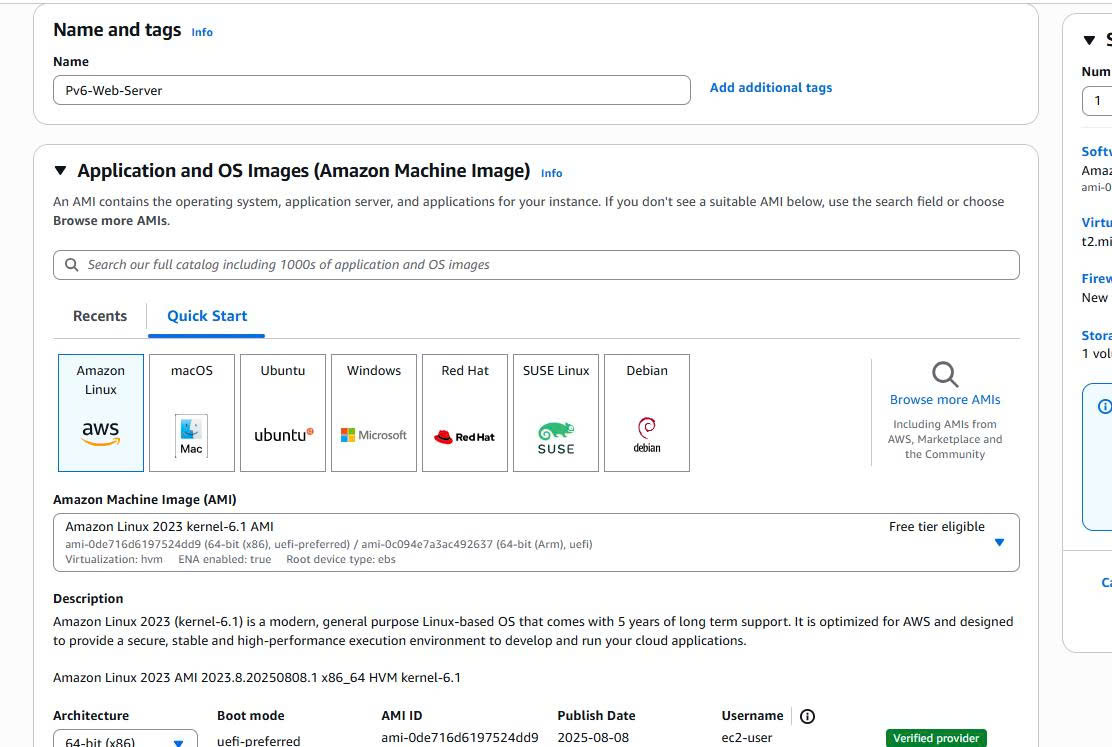 Name and tags Info
Name
Pv6-Web-Server
Add additional tags
Application and OS Images (Amazon Machine Image) Info
An AMI contains the operating system, application server, and applications for your instance. If you don't see a suitable AMI below, use the search field or choose
Browse more AMIs.
Search our full catalog including 1000s of application and OS images
Recents
Quick Start
Amazon
Linux
aws
macOS
Mac
Ubuntu
ubuntu
Windows
Microsoft
Red Hat
Red Hat
SUSE Linux
SUSE
Debian
debian
Browse more AMIs
Including AMIs from
AWS, Marketplace and
the Community
Amazon Machine Image (AMI)
Amazon Linux 2023 kernel-6.1 AMI
Free tier eligible
ami-0de716d6197524dd9 (64-bit (x86), uefi-preferred) / ami-0c094e7a3ac492637 (64-bit (Arm), uefi)
Virtualization: hvm ENA enabled: true Root device type: ebs
Description
Amazon Linux 2023 (kernel-6.1) is a modern, general purpose Linux-based OS that comes with 5 years of long term support. It is optimized for AWS and designed
to provide a secure, stable and high-performance execution environment to develop and run your cloud applications.
Amazon Linux 2023 AMI 2023.8.20250808.1 x86_64 HVM kernel-6.1
Architecture
64-bit (x86)
Boot mode
uefi-preferred
AMI ID
ami-0de716d6197524dd9
Publish Date
2025-08-08
Username
ec2-user
Verified provider
S
Num
1
Softw
Amaz
ami-0
Virtu
t2.mi
Firew
New
Stora
1 vol
Ca